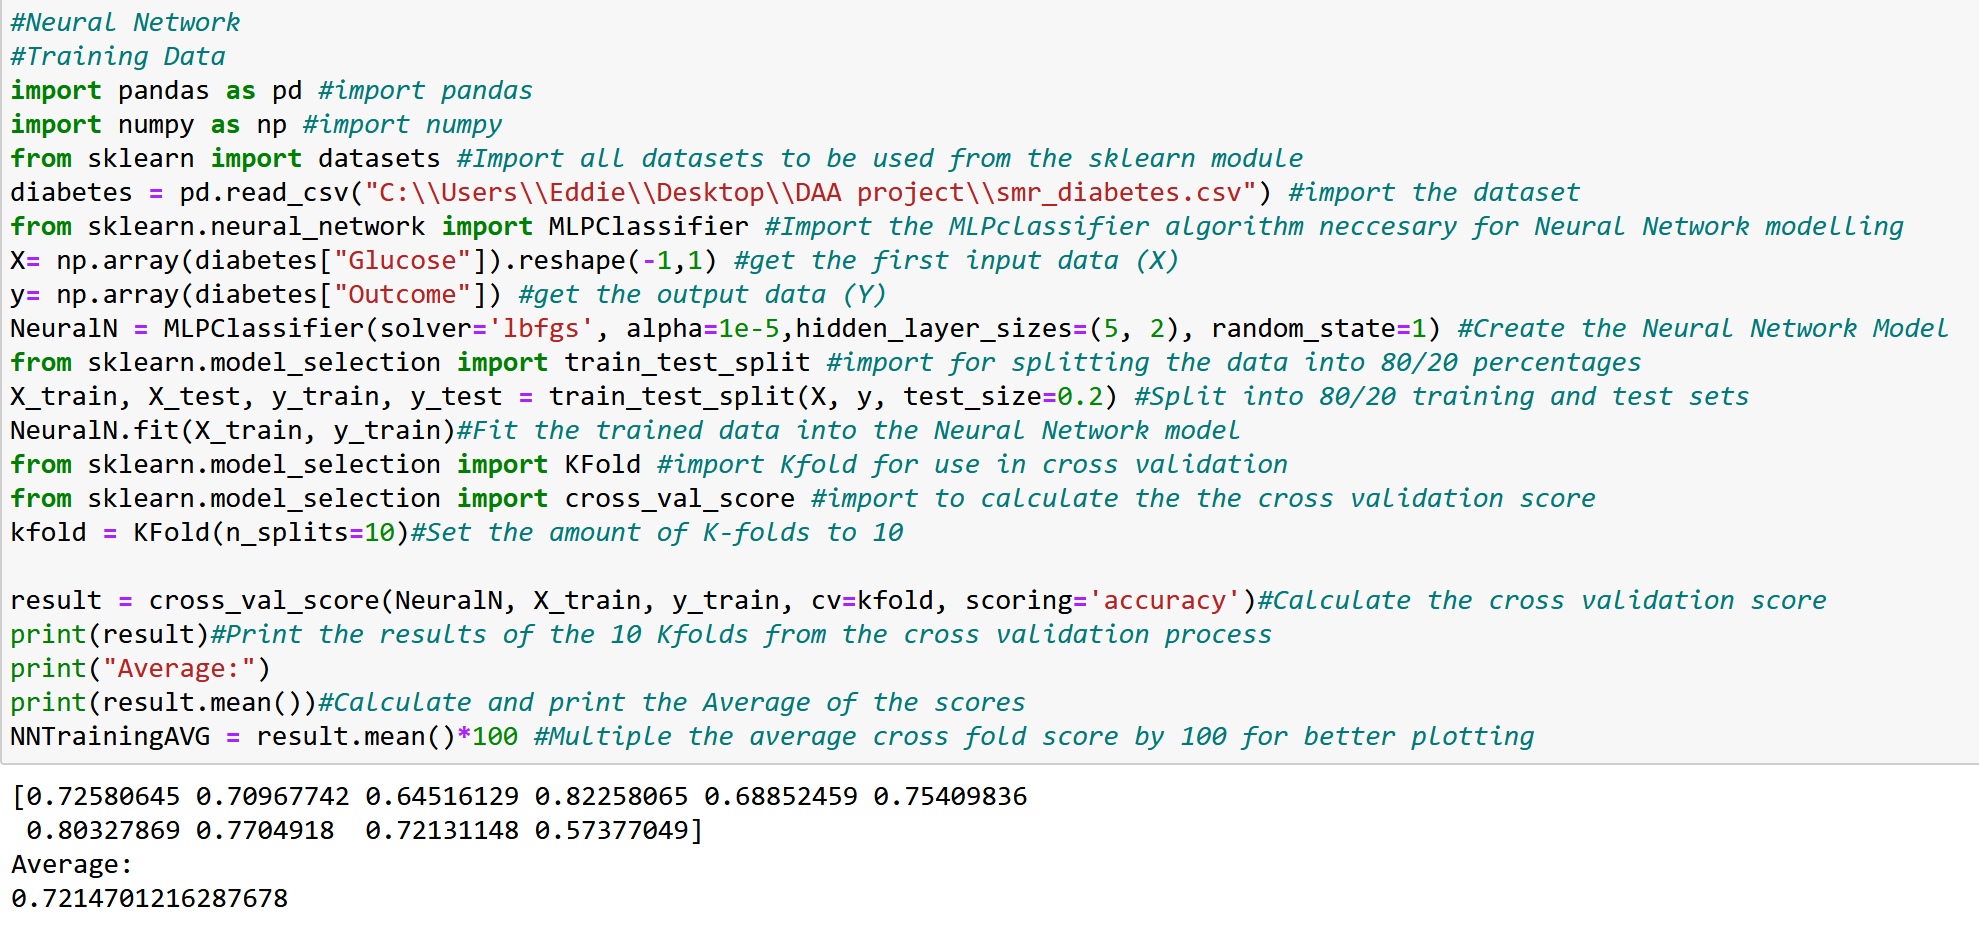 #Neural Network
#Training Data
import pandas as pd #import pandas
import numpy as np #import numpy
from sklearn import datasets #Import all datasets to be used from the sklearn module
diabetes = pd.read_csv("C:\\Users\\Eddie\\Desktop\\DAA project\\smr_diabetes.csv") #import the dataset
from sklearn.neural_network import MLPClassifier #Import the MLPclassifier algorithm neccesary for Neural Network modelling
X= np.array(diabetes["Glucose"]).reshape(-1,1) #get the first input data (X)
y= np.array(diabetes["Outcome"]) #get the output data (Y)
NeuralN = MLPClassifier(solver='lbfgs', alpha=1e-5,hidden_layer_sizes=(5, 2), random_state=1) #Create the Neural Network Model
from sklearn.model_selection import train_test_split #import for splitting the data into 80/20 percentages
X_train, X_test, y_train, y_test = train_test_split(X, y, test_size=0.2) #Split into 80/20 training and test sets
NeuralN.fit(X_train, y_train)#Fit the trained data into the Neural Network model
from sklearn.model_selection import KFold #import Kfold for use in cross validation
from sklearn.model_selection import cross_val_score #import to calculate the the cross validation score
kfold = KFold(n_splits=10)#Set the amount of K-folds to 10
result = cross_val_score(NeuralN, X_train, y_train, cv=kfold, scoring='accuracy')#Calculate the cross validation score
print(result)#Print the results of the 10 Kfolds from the cross validation process
print("Average:")
print(result.mean())#Calculate and print the Average of the scores
NNTrainingAVG = result.mean()*100 #Multiple the average cross fold score by 100 for better plotting
[0.72580645 0.70967742 0.64516129 0.82258065 0.68852459 0.75409836
 0.80327869 0.7704918  0.72131148 0.57377049]
Average:
0.7214701216287678